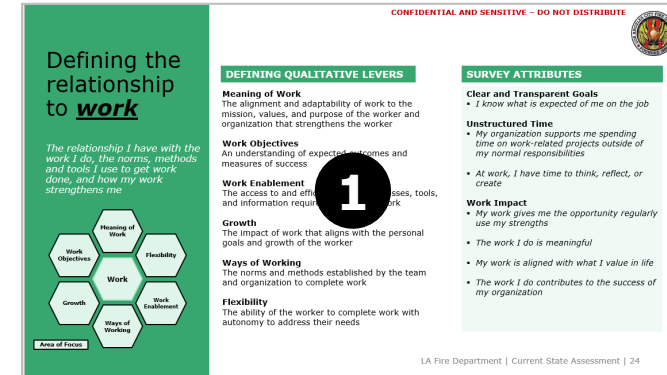 CONFIDENTIAL AND SENSITIVE – DO NOT DISTRIBUTE
Defining the
relationship
to work
The relationship I have with the
work I do, the norms, methods
and tools I use to get work
done, and how my work
strengthens me
Meaning of
Work
Work
Objectives
Flexibility
Work
Growth
Work
Enablement
Ways of
Working
Area of Focus
DEFINING QUALITATIVE LEVERS
Meaning of Work
The alignment and adaptability of work to the
mission, values, and purpose of the worker and
organization that strengthens the worker
Work Objectives
An understanding of expected outcomes and
measures of success
Work Enablement
The access to and tools,
and information
Growth
The impact of work that aligns with the personal
goals and growth of the worker
Ways of Working
The norms and methods established by the team
and organization to complete work
Flexibility
The ability of the worker to complete work with
autonomy to address their needs
1
SURVEY ATTRIBUTES
Clear and Transparent Goals
▪ I know what is expected of me on the job
Unstructured Time
▪ My organization supports me spending
time on work-related projects outside of
my normal responsibilities
▪ At work, I have time to think, reflect, or
create
Work Impact
▪ My work gives me the opportunity regularly
use my strengths
▪ The work I do is meaningful
▪ My work is aligned with what I value in life
▪ The work I do contributes to the success of
my organization
LA Fire Department | Current State Assessment | 24